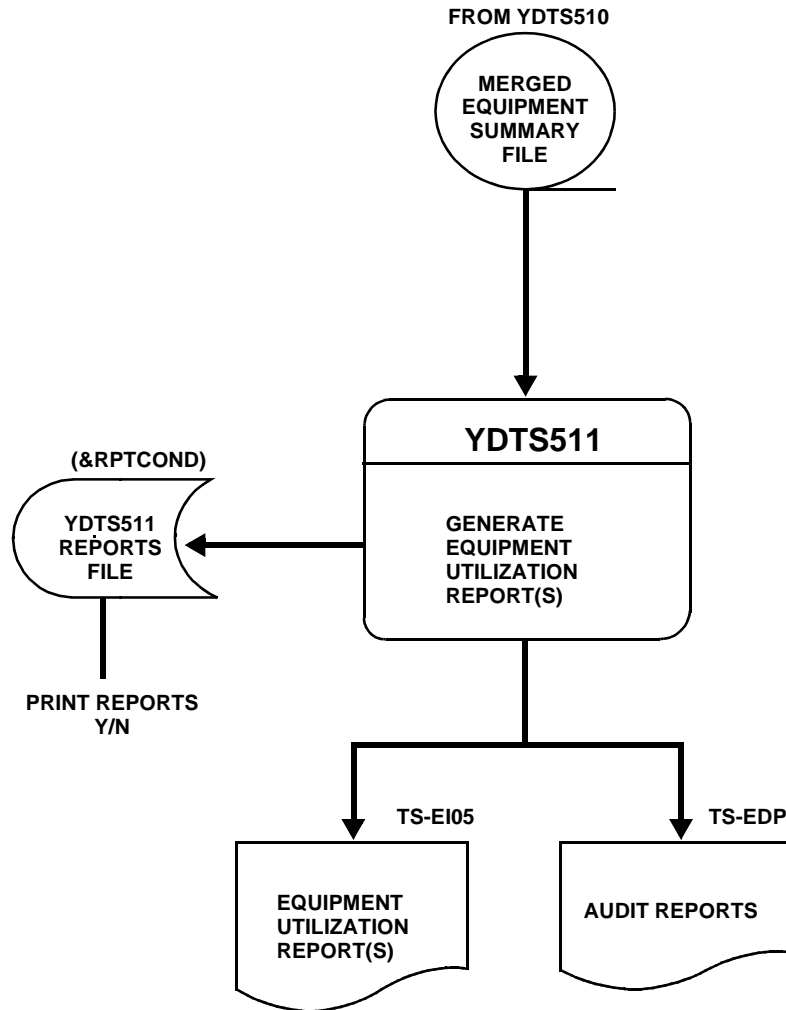 FROM YDTS510
MERGED
EQUIPMENT
SUMMARY
FILE
YDTS511
(&RPTCOND)
YDTS511
REPORTS
FILE
GENERATE
EQUIPMENT
UTILIZATION
REPORT(S)
PRINT REPORTS
Y/N
TS-EI05
TS-EDP
EQUIPMENT
UTILIZATION
REPORT(S)
AUDIT REPORTS